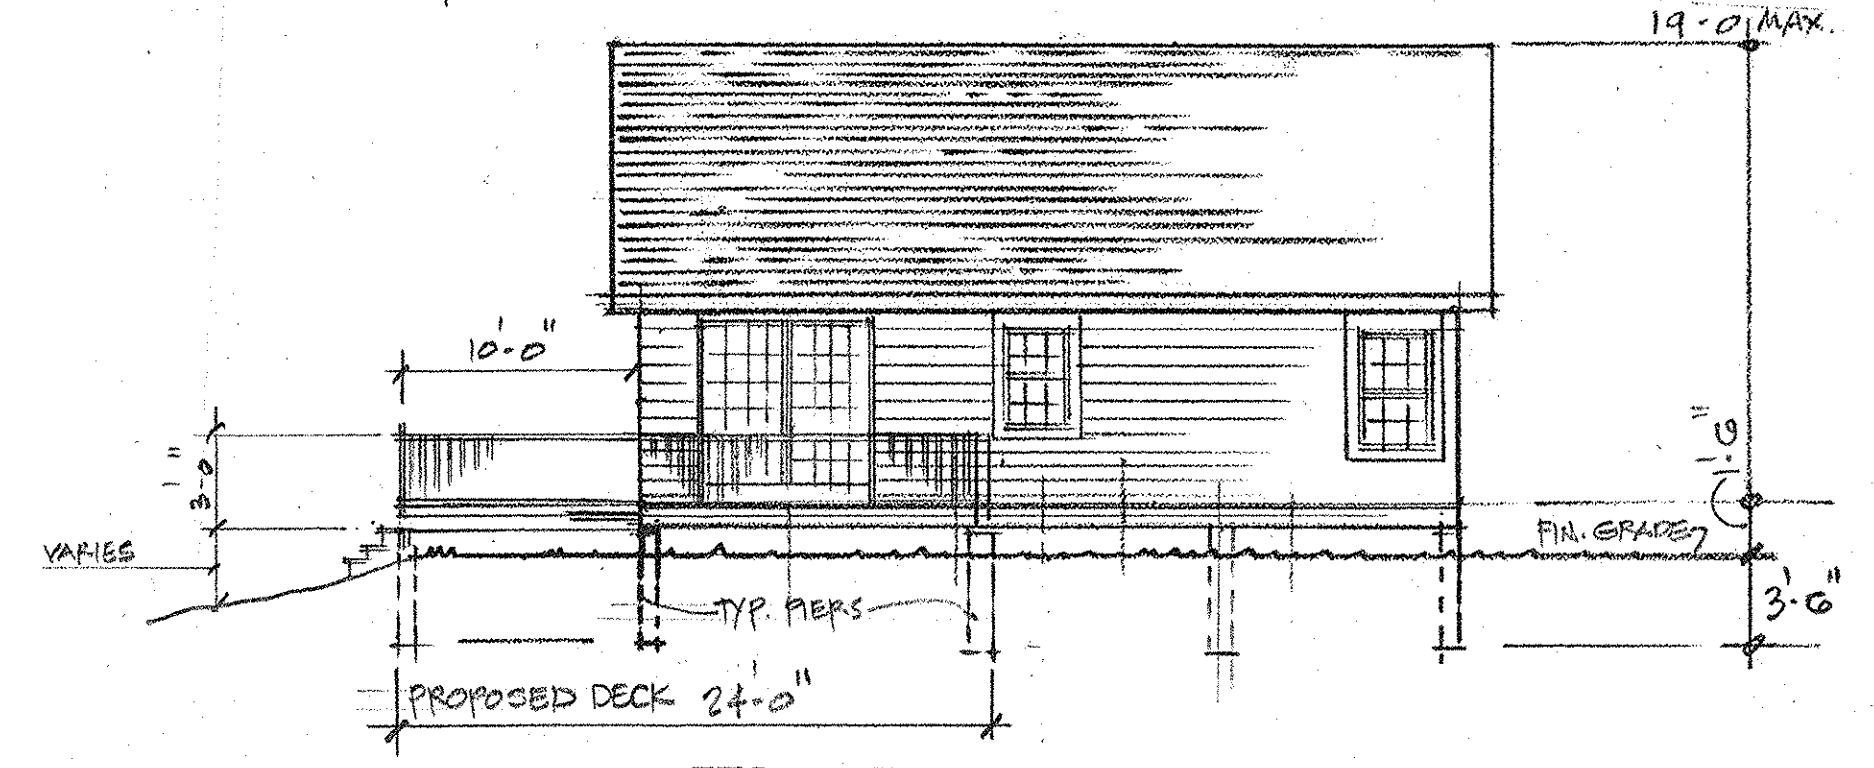 19-0 MAX.
10'-0"
3-0"
1'-6"
VARIES
FIN. GRADE
3'-6"
TYP. PIERS
PROPOSED DECK 24'-0"